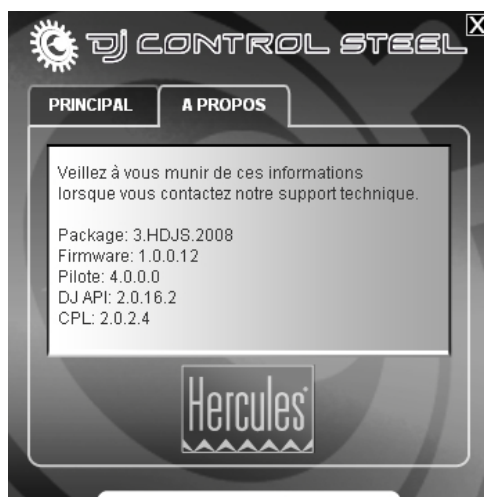 DJ CONTROL STEEL
X
PRINCIPAL
A PROPOS
Veillez à vous munir de ces informations
lorsque vous contactez notre support technique.
Package: 3.HDJS.2008
Firmware: 1.0.0.12
Pilote: 4.0.0.0
DJ API: 2.0.16.2
CPL: 2.0.2.4
Hercules